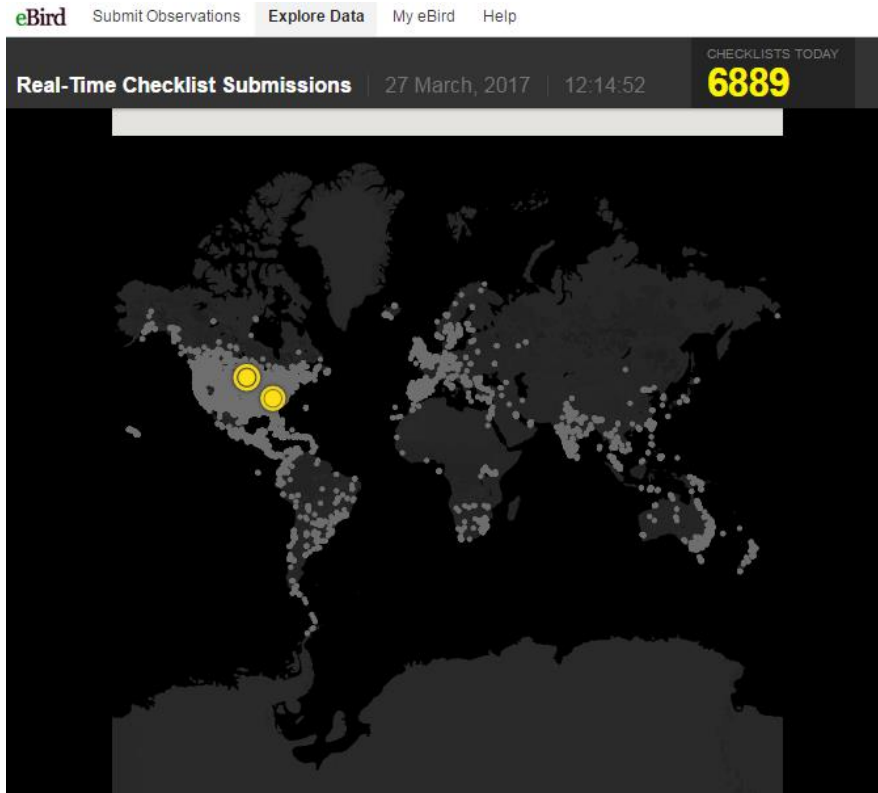 eBird Submit Observations Explore Data My eBird Help
CHECKLISTS TODAY
Real-Time Checklist Submissions | 27 March, 2017 | 12:14:52 6889